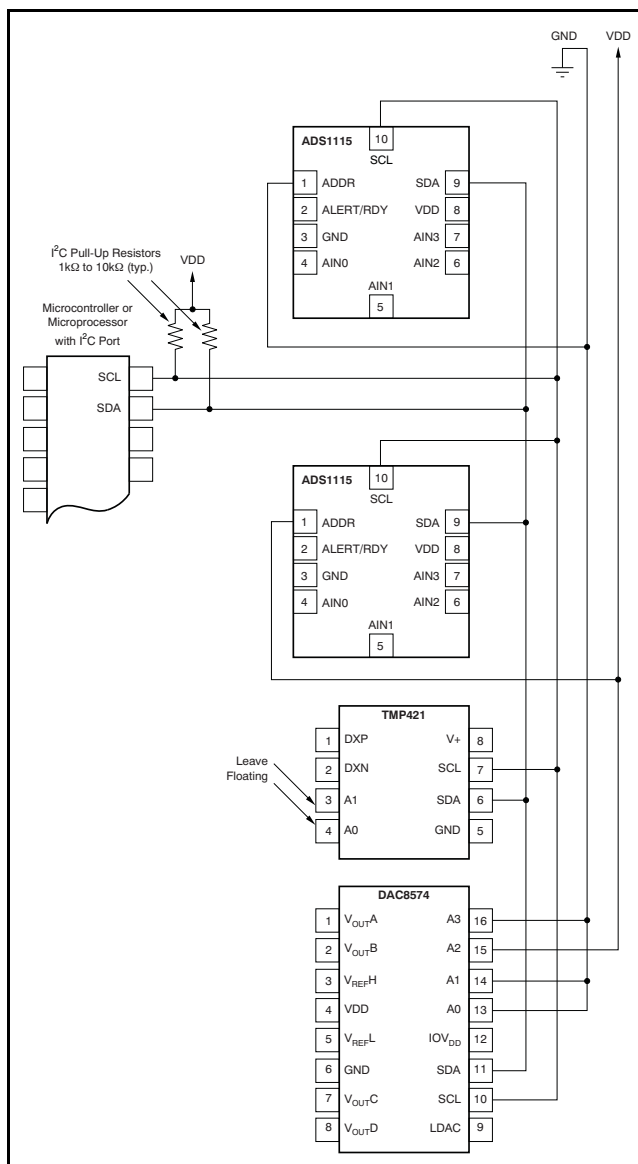 GND VDD
ADS1115
10
SCL
1 ADDR SDA 9
2 ALERT/RDY VDD 8
3 GND AIN3 7
4 AIN0 AIN2 6
AIN1
5
I²C Pull-Up Resistors
1kΩ to 10kΩ (typ.)
VDD
Microcontroller or
Microprocessor
with I²C Port
SCL
SDA
ADS1115
10
SCL
1 ADDR SDA 9
2 ALERT/RDY VDD 8
3 GND AIN3 7
4 AIN0 AIN2 6
AIN1
5
TMP421
1 DXP V+ 8
2 DXN SCL 7
Leave
Floating
3 A1 SDA 6
4 A0 GND 5
DAC8574
1 VOUTA A3 16
2 VOUTB A2 15
3 VREFH A1 14
4 VDD A0 13
5 VREFL IOVDD 12
6 GND SDA 11
7 VOUTC SCL 10
8 VOUTD LDAC 9